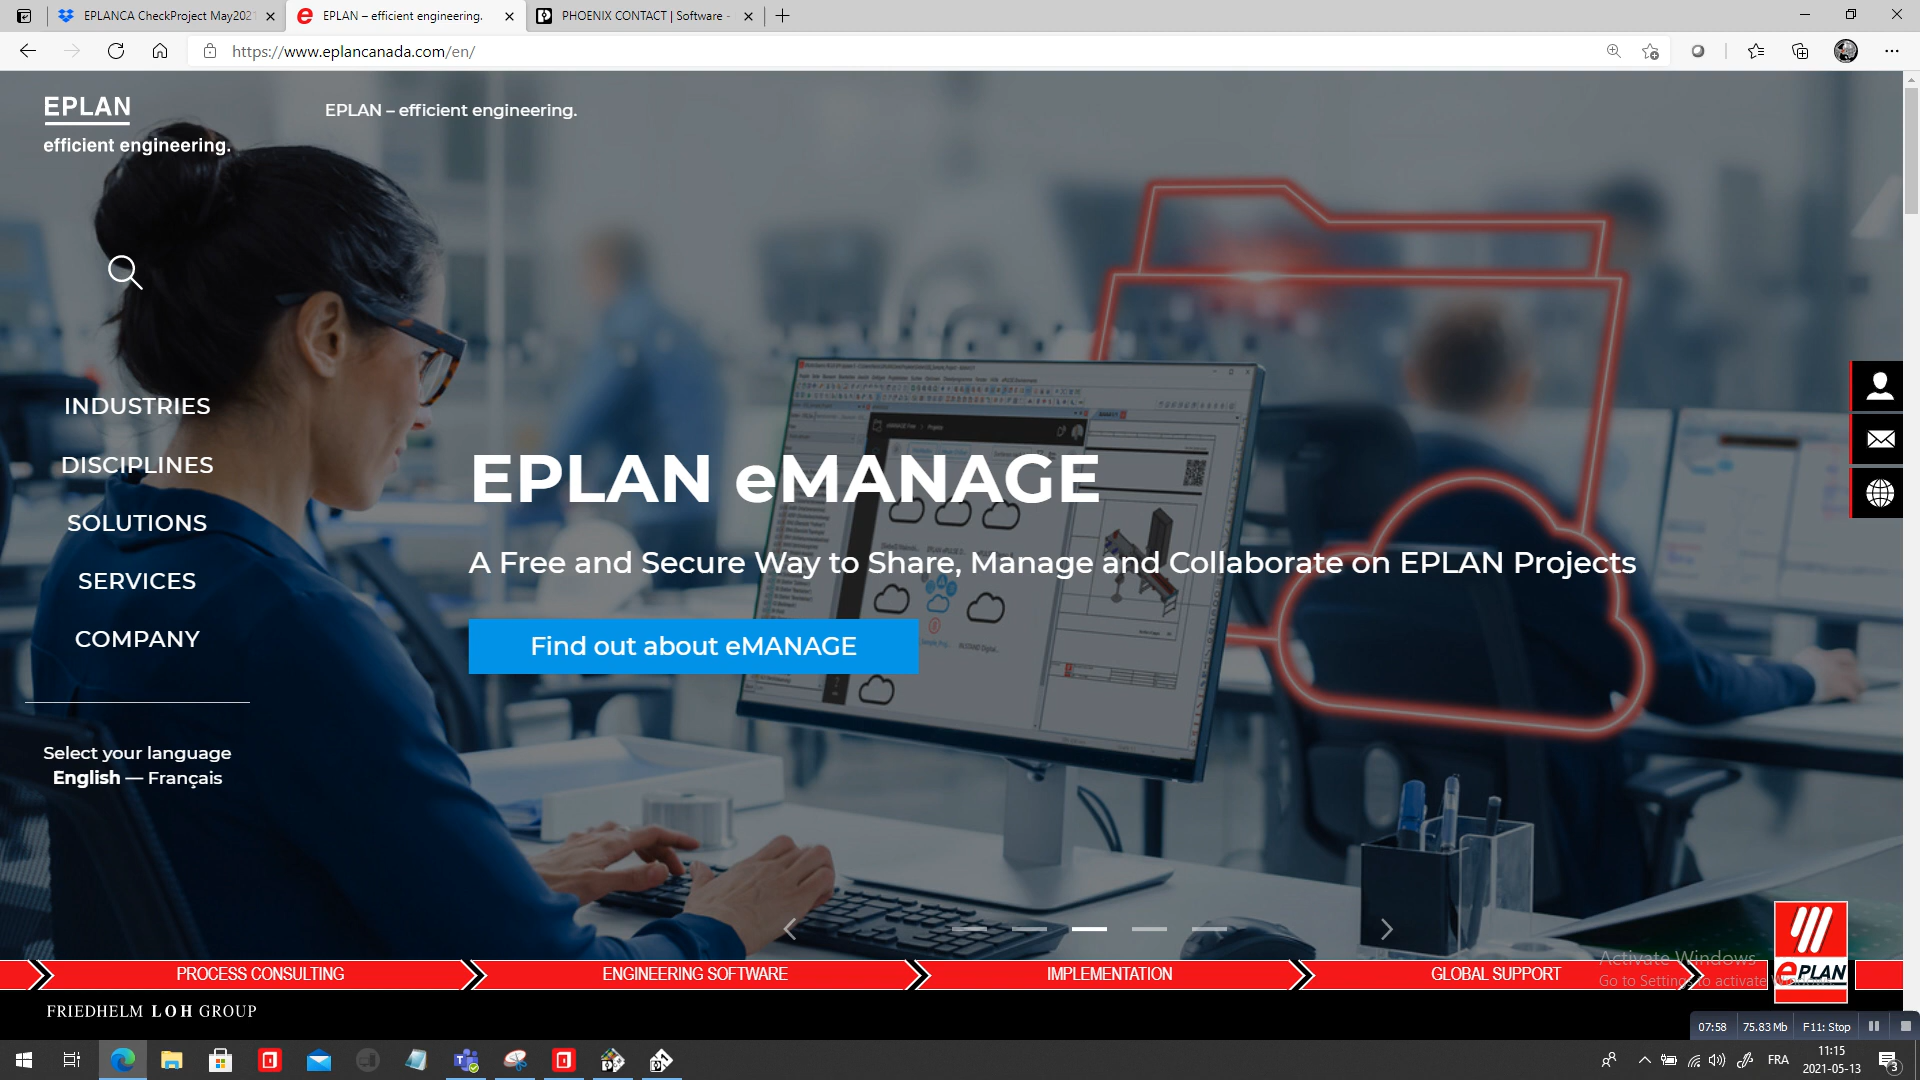 EPLANCA CheckProject May2021
EPLAN – efficient engineering.
PHOENIX CONTACT | Software -
https://www.eplancanada.com/en/
EPLAN
efficient engineering.
EPLAN – efficient engineering.
INDUSTRIES
DISCIPLINES
SOLUTIONS
SERVICES
COMPANY
Select your language
English — Français
EPLAN eMANAGE
A Free and Secure Way to Share, Manage and Collaborate on EPLAN Projects
Find out about eMANAGE
PROCESS CONSULTING
ENGINEERING SOFTWARE
IMPLEMENTATION
GLOBAL SUPPORT
Activate Windows
Go to Settings to activate
ePLAN
FRIEDHELM LOH GROUP
07:58
75.83 Mb
F11: Stop
FRA
11:15
2021-05-13
3